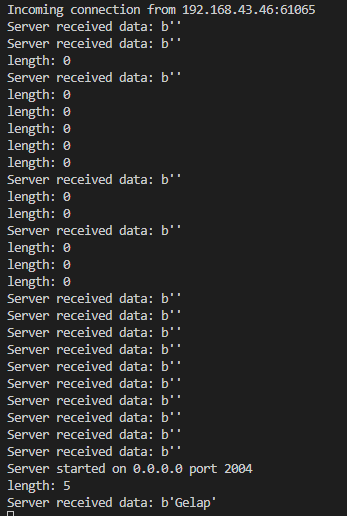 Incoming connection from 192.168.43.46:61065
Server received data: b''
Server received data: b''
length: 0
Server received data: b''
length: 0
length: 0
length: 0
length: 0
length: 0
Server received data: b''
length: 0
length: 0
Server received data: b''
length: 0
length: 0
length: 0
Server received data: b''
Server received data: b''
Server received data: b''
Server received data: b''
Server received data: b''
Server received data: b''
Server received data: b''
Server received data: b''
Server received data: b''
Server received data: b''
Server started on 0.0.0.0 port 2004
length: 5
Server received data: b'Gelap'